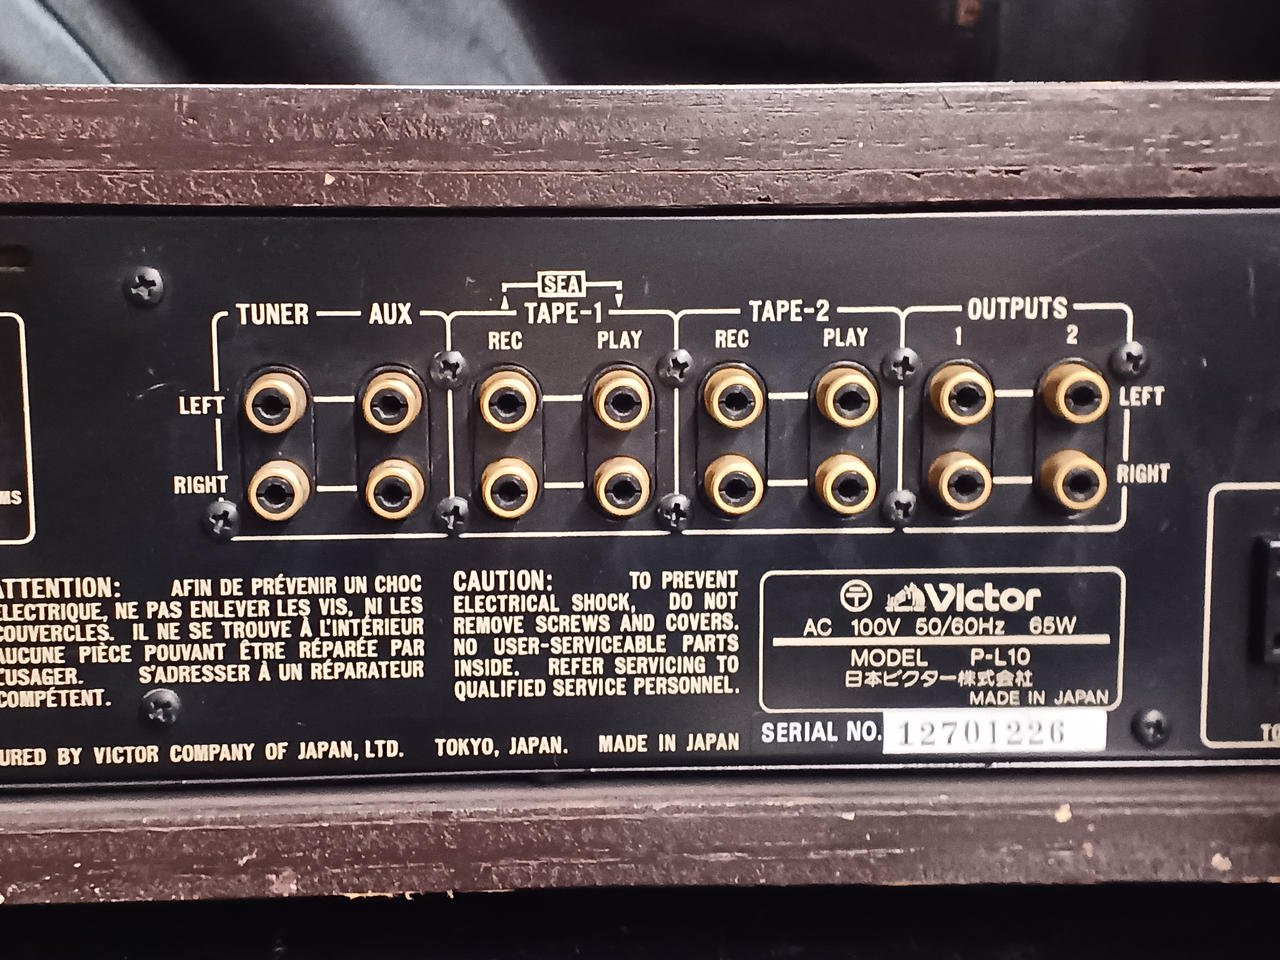 SEA
TUNER AUX TAPE-1 TAPE-2 OUTPUTS
REC PLAY REC PLAY 1 2
LEFT LEFT
RIGHT RIGHT
MS
ATTENTION: AFIN DE PRÉVENIR UN CHOC
ELECTRIQUE, NE PAS ENLEVER LES VIS, NI LES
COUVERCLES. IL NE SE TROUVE À L'INTÉRIEUR
AUCUNE PIÈCE POUVANT ÊTRE RÉPARÉE PAR
L'USAGER. S'ADRESSER À UN RÉPARATEUR
COMPÉTENT.
CAUTION: TO PREVENT
ELECTRICAL SHOCK, DO NOT
REMOVE SCREWS AND COVERS.
NO USER-SERVICEABLE PARTS
INSIDE. REFER SERVICING TO
QUALIFIED SERVICE PERSONNEL.
Victor
AC 100V 50/60Hz 65W
MODEL P-L10
日本ビクター株式会社
MADE IN JAPAN
SERIAL NO. 12701226
URED BY VICTOR COMPANY OF JAPAN, LTD. TOKYO, JAPAN. MADE IN JAPAN